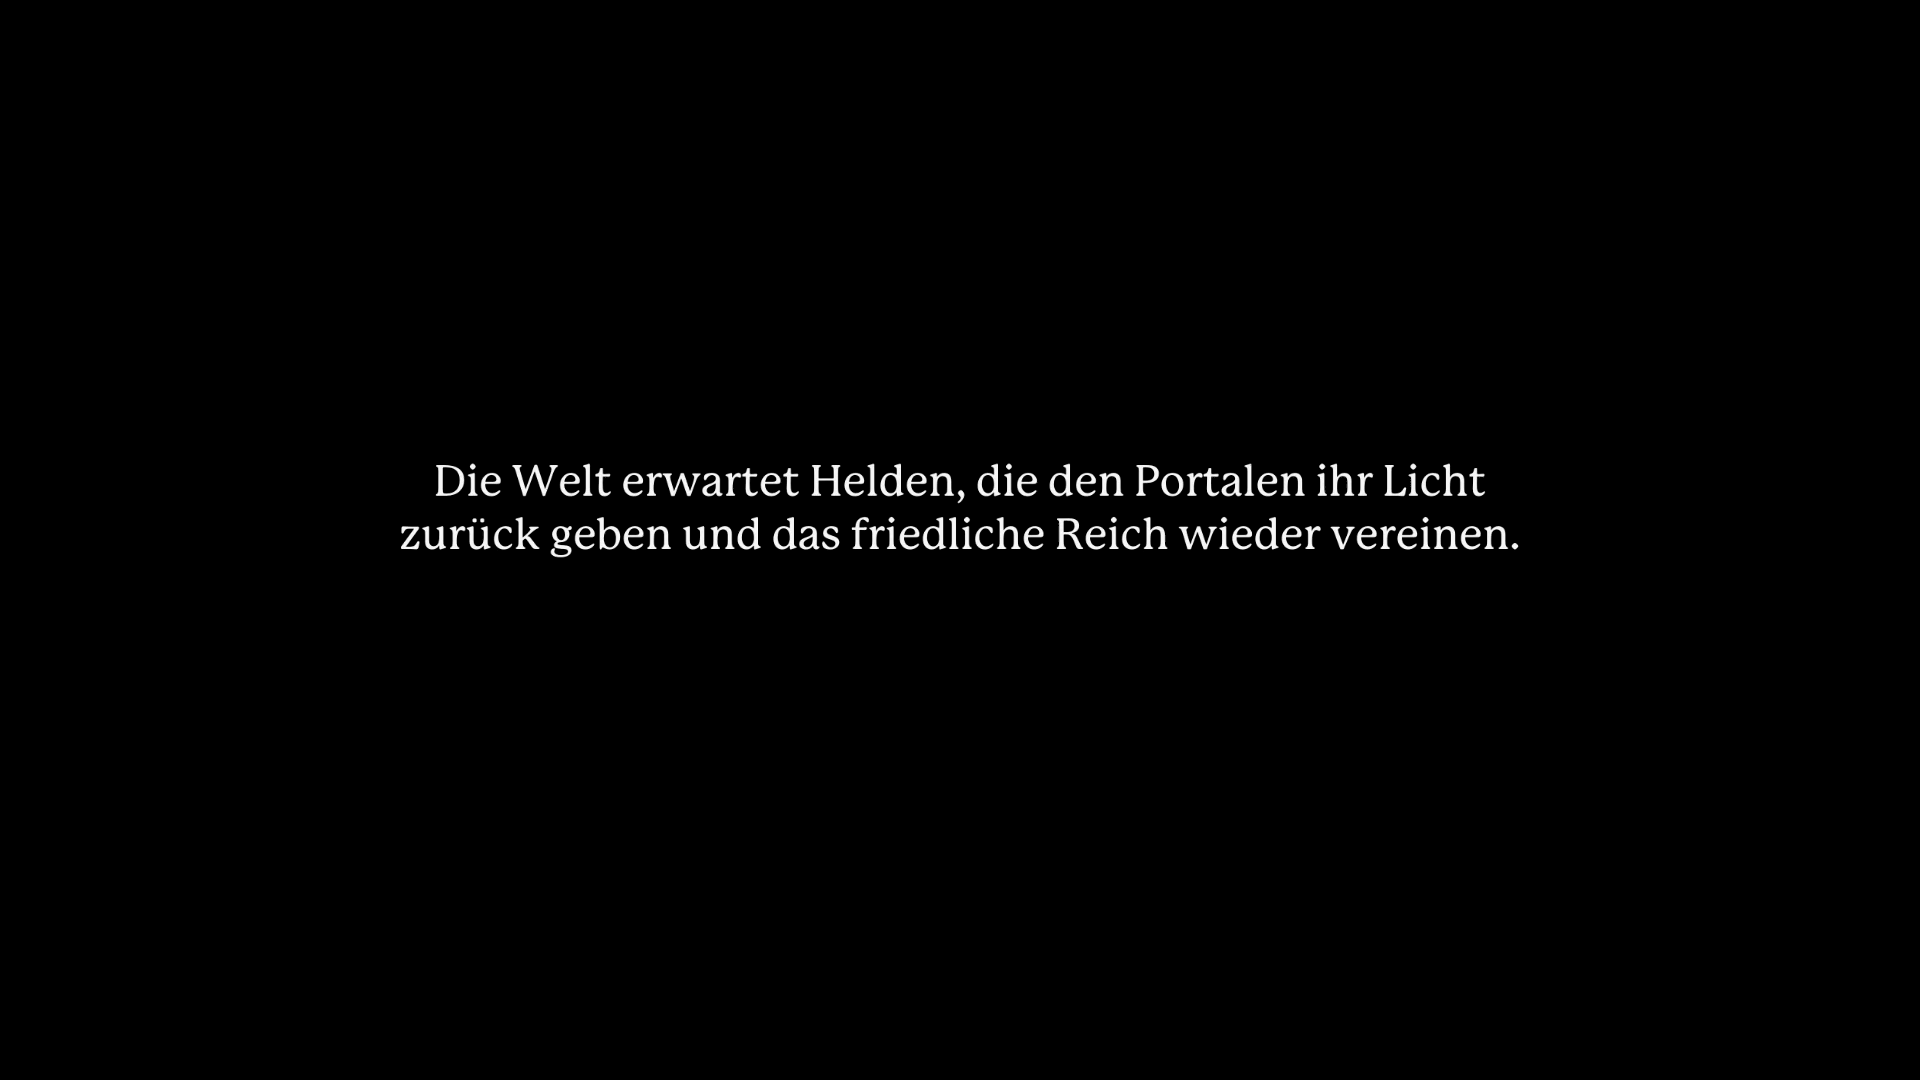 Die Welt erwartet Helden, die den Portalen ihr Licht
zurück geben und das friedliche Reich wieder vereinen.